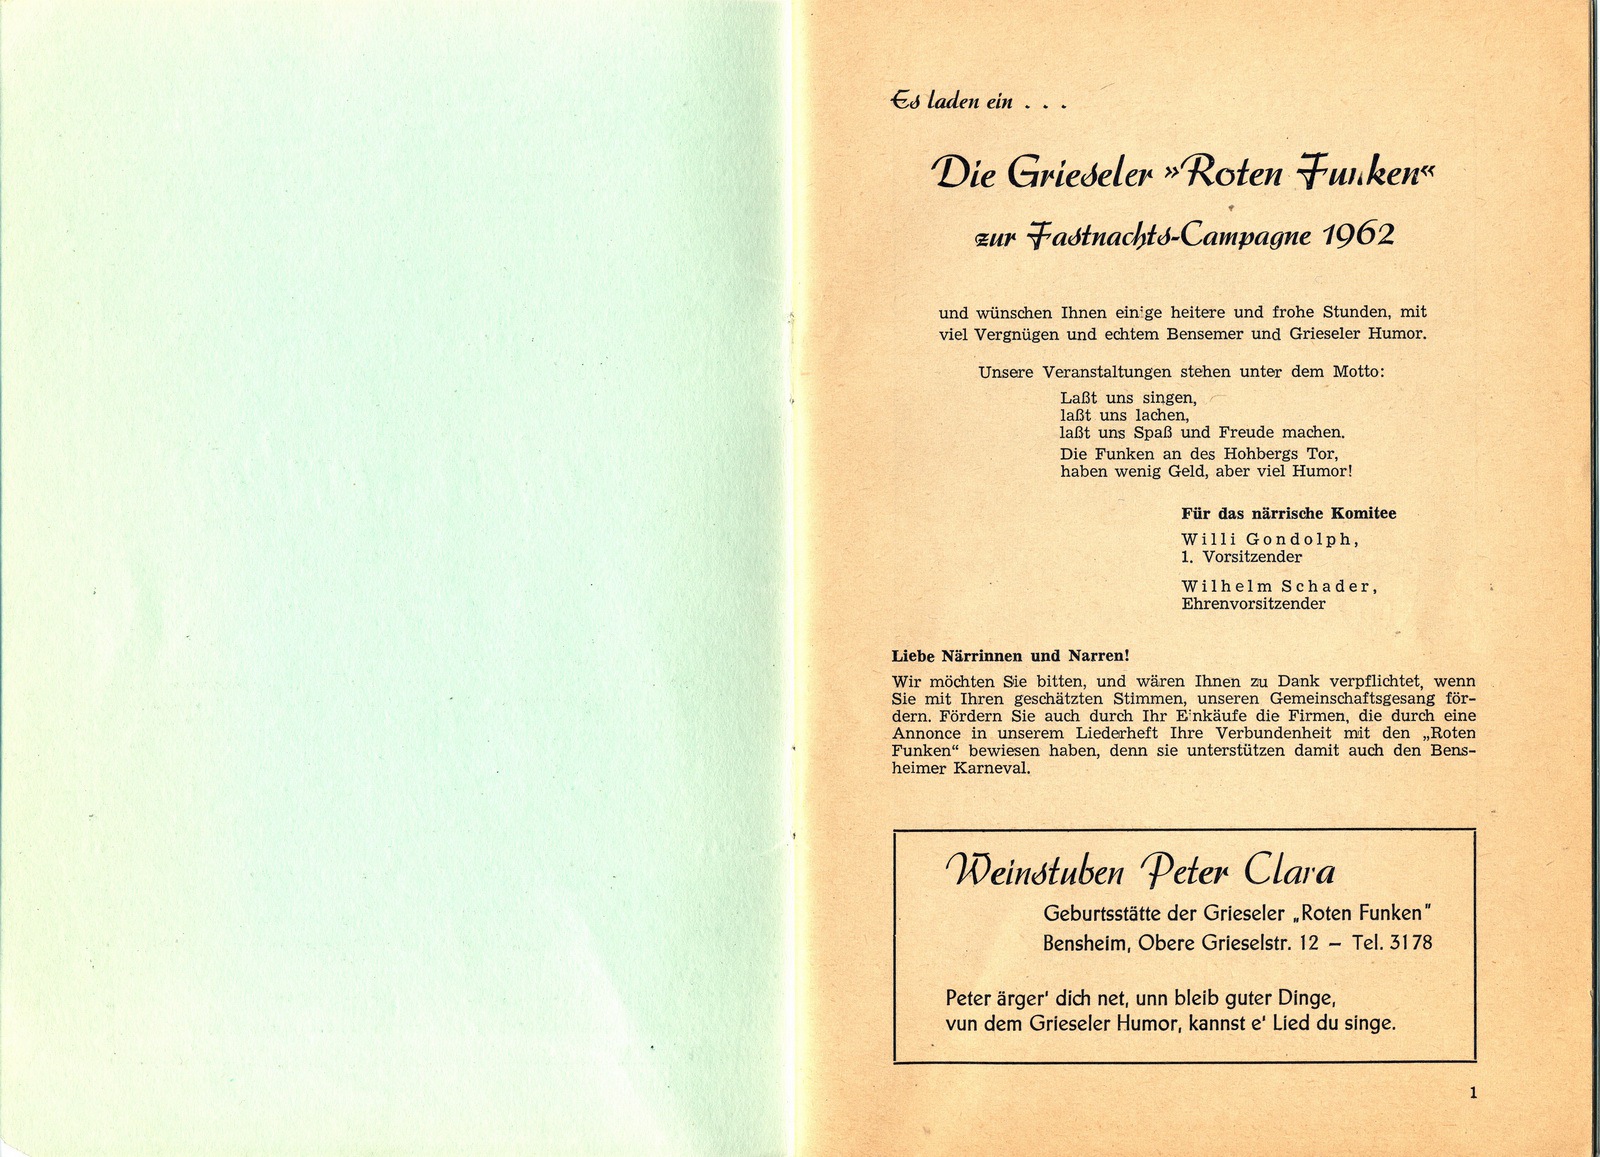 Es laden ein . . .
Die Grieseler »Roten Funken«
zur Fastnachts-Campagne 1962
und wünschen Ihnen einige heitere und frohe Stunden, mit
viel Vergnügen und echtem Bensemer und Grieseler Humor.
Unsere Veranstaltungen stehen unter dem Motto:
Laßt uns singen,
laßt uns lachen,
laßt uns Spaß und Freude machen.
Die Funken an des Hohbergs Tor,
haben wenig Geld, aber viel Humor!
Für das närrische Komitee
Willi Gondolph,
1. Vorsitzender
Wilhelm Schader,
Ehrenvorsitzender
Liebe Närrinnen und Narren!
Wir möchten Sie bitten, und wären Ihnen zu Dank verpflichtet, wenn
Sie mit Ihren geschätzten Stimmen, unseren Gemeinschaftsgesang för-
dern. Fördern Sie auch durch Ihr Einkäufe die Firmen, die durch eine
Annonce in unserem Liederheft Ihre Verbundenheit mit den „Roten
Funken“ bewiesen haben, denn sie unterstützen damit auch den Bens-
heimer Karneval.
Weinstuben Peter Clara
Geburtsstätte der Grieseler „Roten Funken"
Bensheim, Obere Grieselstr. 12 – Tel. 3178
Peter ärger' dich net, unn bleib guter Dinge,
vun dem Grieseler Humor, kannst e' Lied du singe.
1